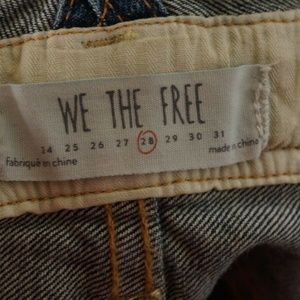 WE THE FREE
24 25 26 27 28 29 30 31
fabriqué en chine made in china